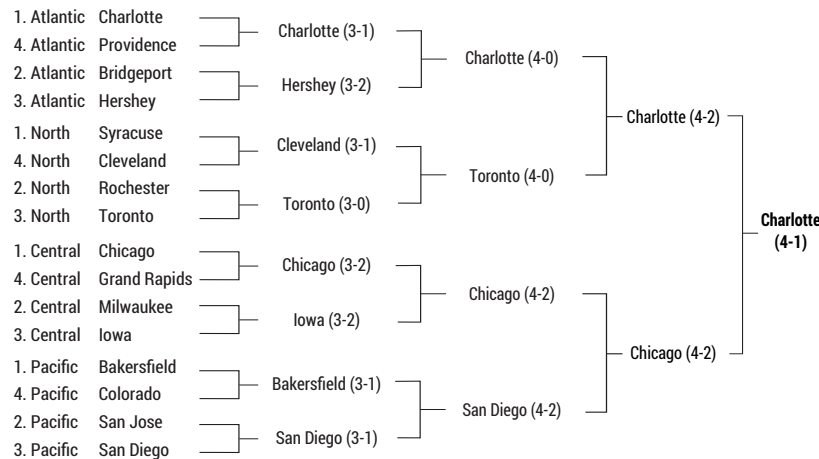 1. Atlantic Charlotte
4. Atlantic Providence
2. Atlantic Bridgeport
3. Atlantic Hershey
1. North Syracuse
4. North Cleveland
2. North Rochester
3. North Toronto
1. Central Chicago
4. Central Grand Rapids
2. Central Milwaukee
3. Central Iowa
1. Pacific Bakersfield
4. Pacific Colorado
2. Pacific San Jose
3. Pacific San Diego
Charlotte (3-1)
Hershey (3-2)
Cleveland (3-1)
Toronto (3-0)
Chicago (3-2)
Iowa (3-2)
Bakersfield (3-1)
San Diego (3-1)
Charlotte (4-0)
Toronto (4-0)
Chicago (4-2)
San Diego (4-2)
Charlotte (4-2)
Chicago (4-2)
Charlotte
(4-1)